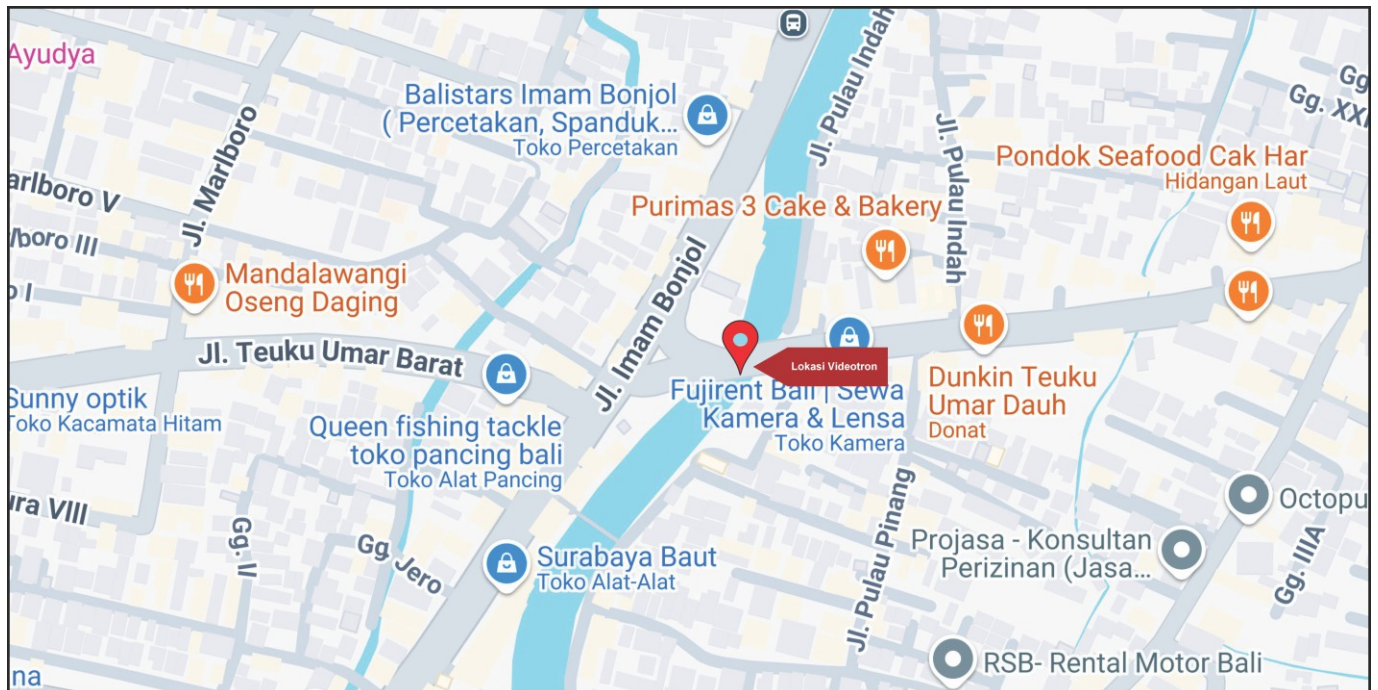 Ayudya
Balistars Imam Bonjol
( Percetakan, Spanduk...
Toko Percetakan
Jl. Pulau Indah
Jl. Pulau Indah
Gg.
Gg. XXI
Pondok Seafood Cak Har
Hidangan Laut
Jl. Marlboro
arlboro V
lboro III
o I
Purimas 3 Cake & Bakery
Mandalawangi
Oseng Daging
Jl. Imam Bonjol
Jl. Teuku Umar Barat
Lokasi Videotron
Sunny optik
Toko Kacamata Hitam
Queen fishing tackle
toko pancing bali
Toko Alat Pancing
Fujirent Bali | Sewa
Kamera & Lensa
Toko Kamera
Dunkin Teuku
Umar Dauh
Donat
ura VIII
Gg. II
Gg. Jero
Surabaya Baut
Toko Alat-Alat
Jl. Pulau Pinang
Projasa - Konsultan
Perizinan (Jasa...
Octopu
Gg. IIIA
RSB- Rental Motor Bali
na